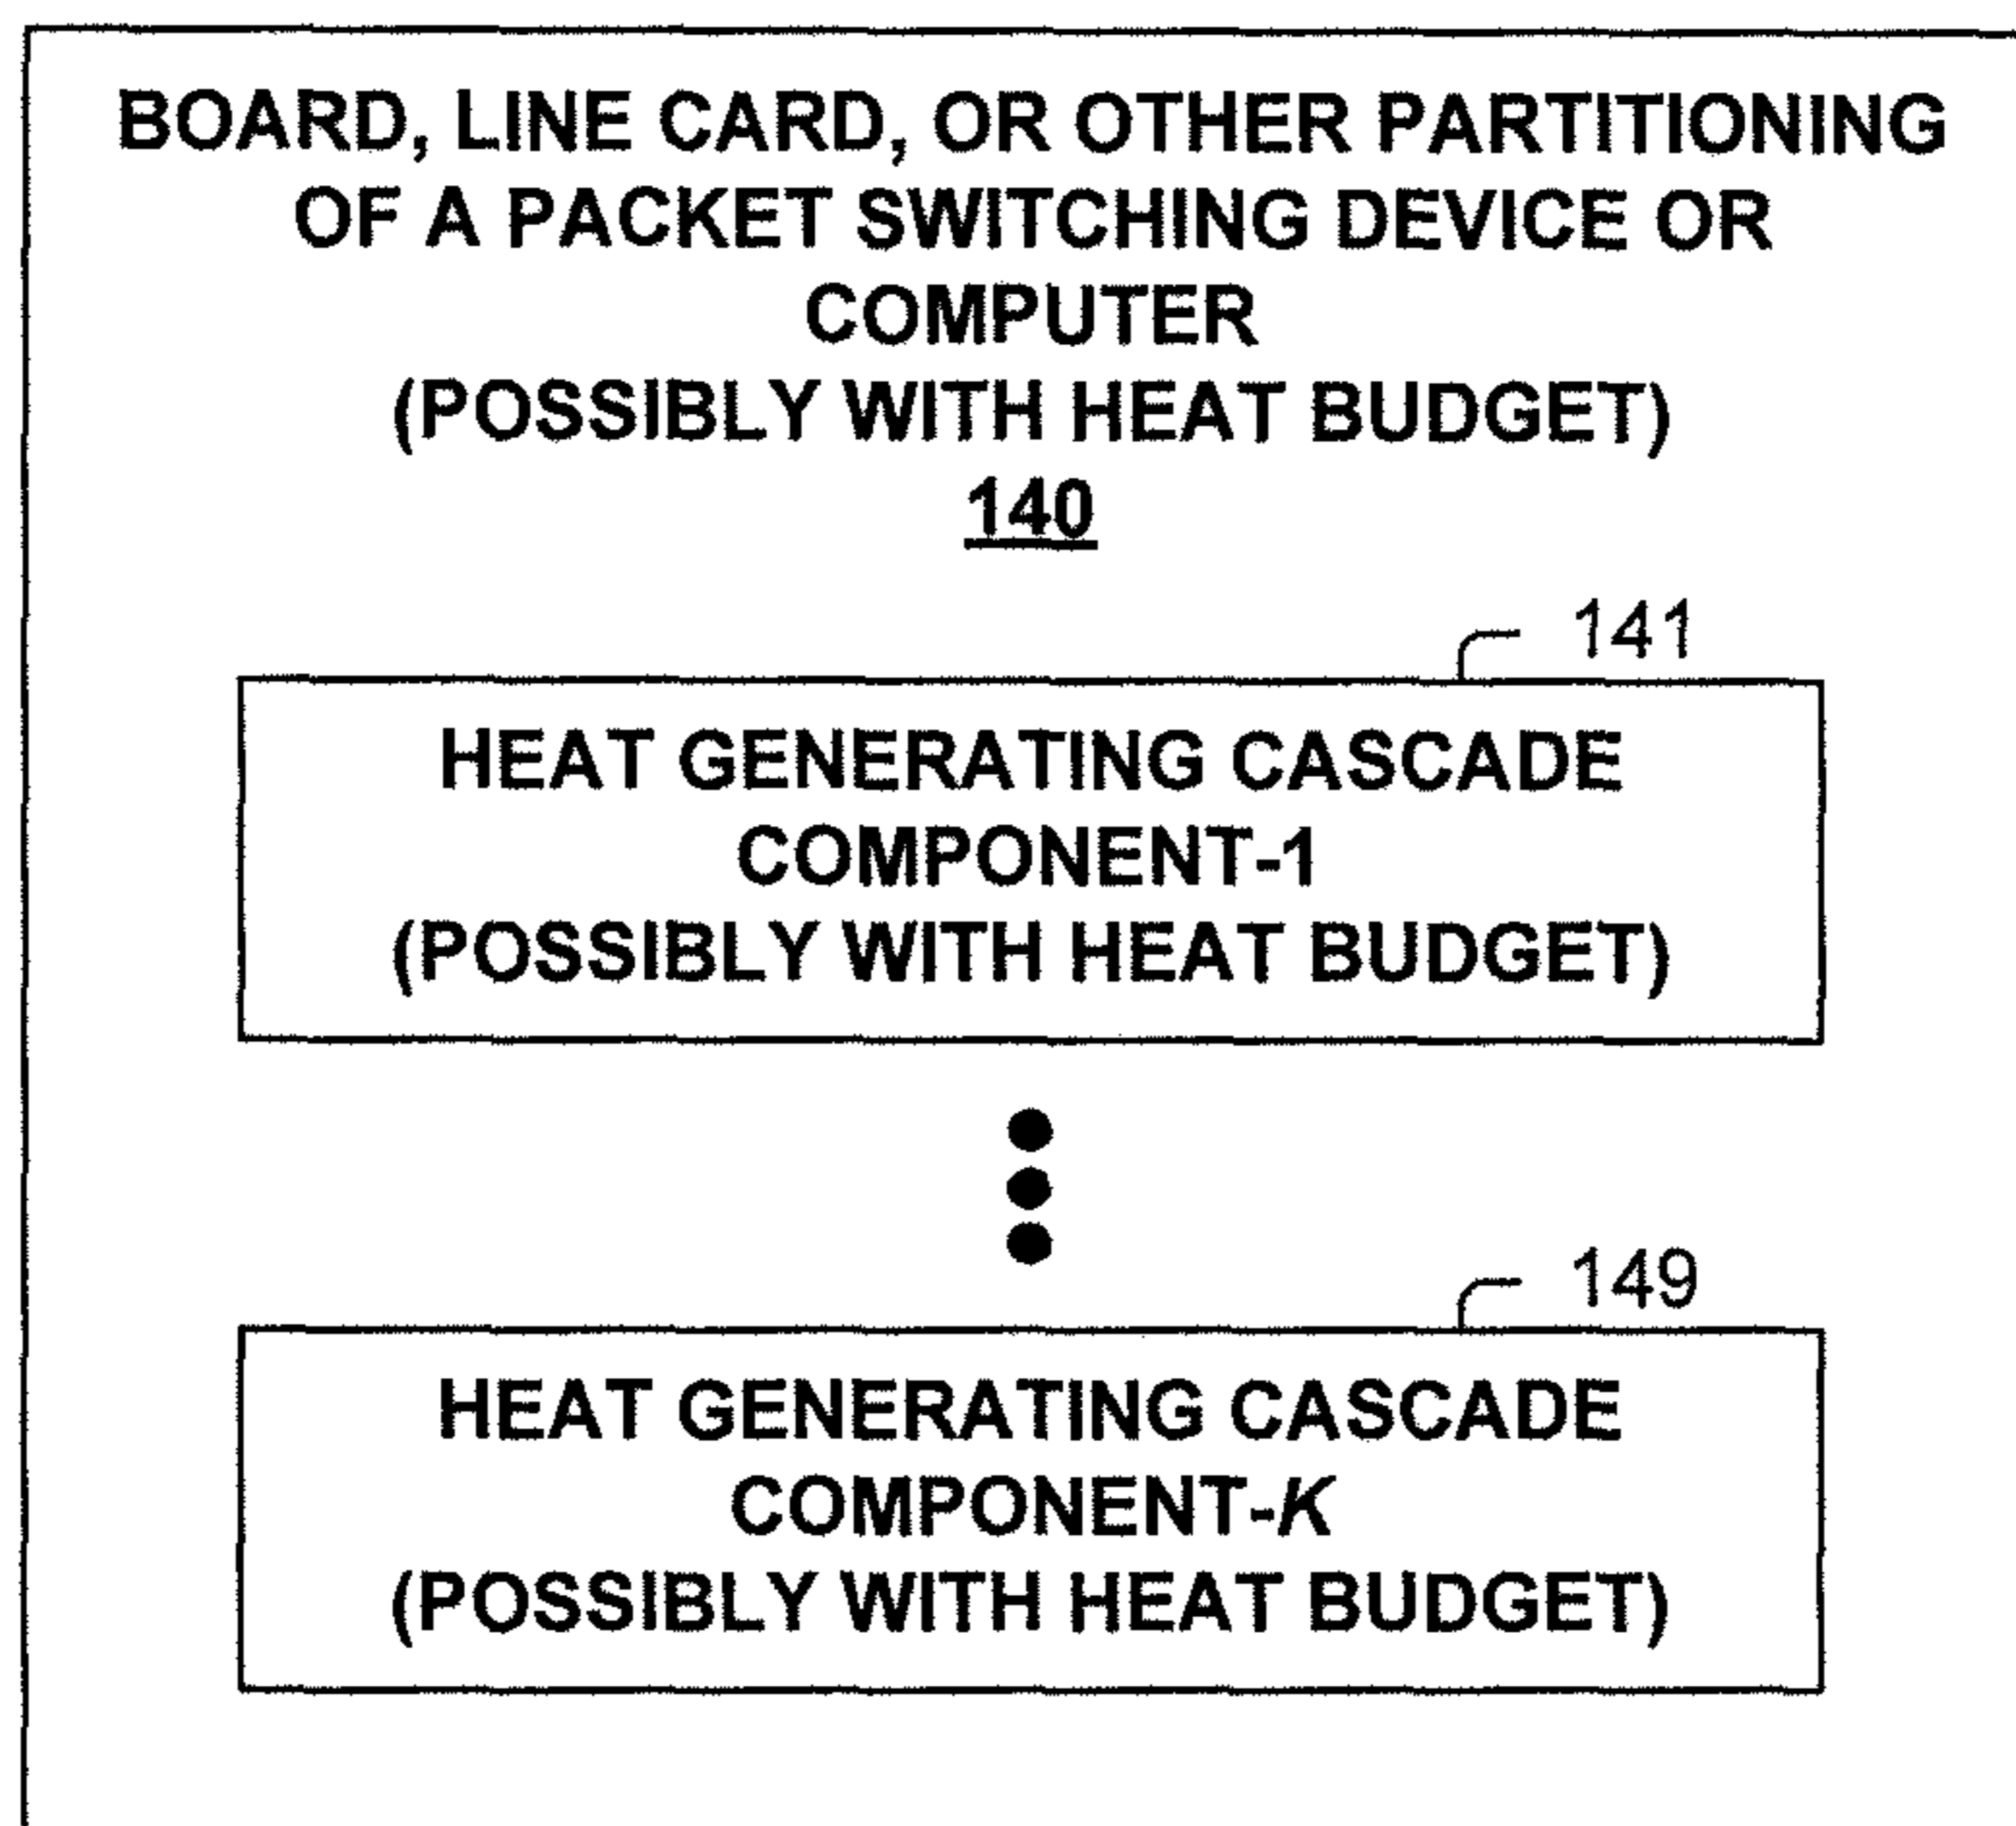 BOARD, LINE CARD, OR OTHER PARTITIONING
OF A PACKET SWITCHING DEVICE OR
COMPUTER
(POSSIBLY WITH HEAT BUDGET)
140
141
HEAT GENERATING CASCADE
COMPONENT-1
(POSSIBLY WITH HEAT BUDGET)
149
HEAT GENERATING CASCADE
COMPONENT-K
(POSSIBLY WITH HEAT BUDGET)